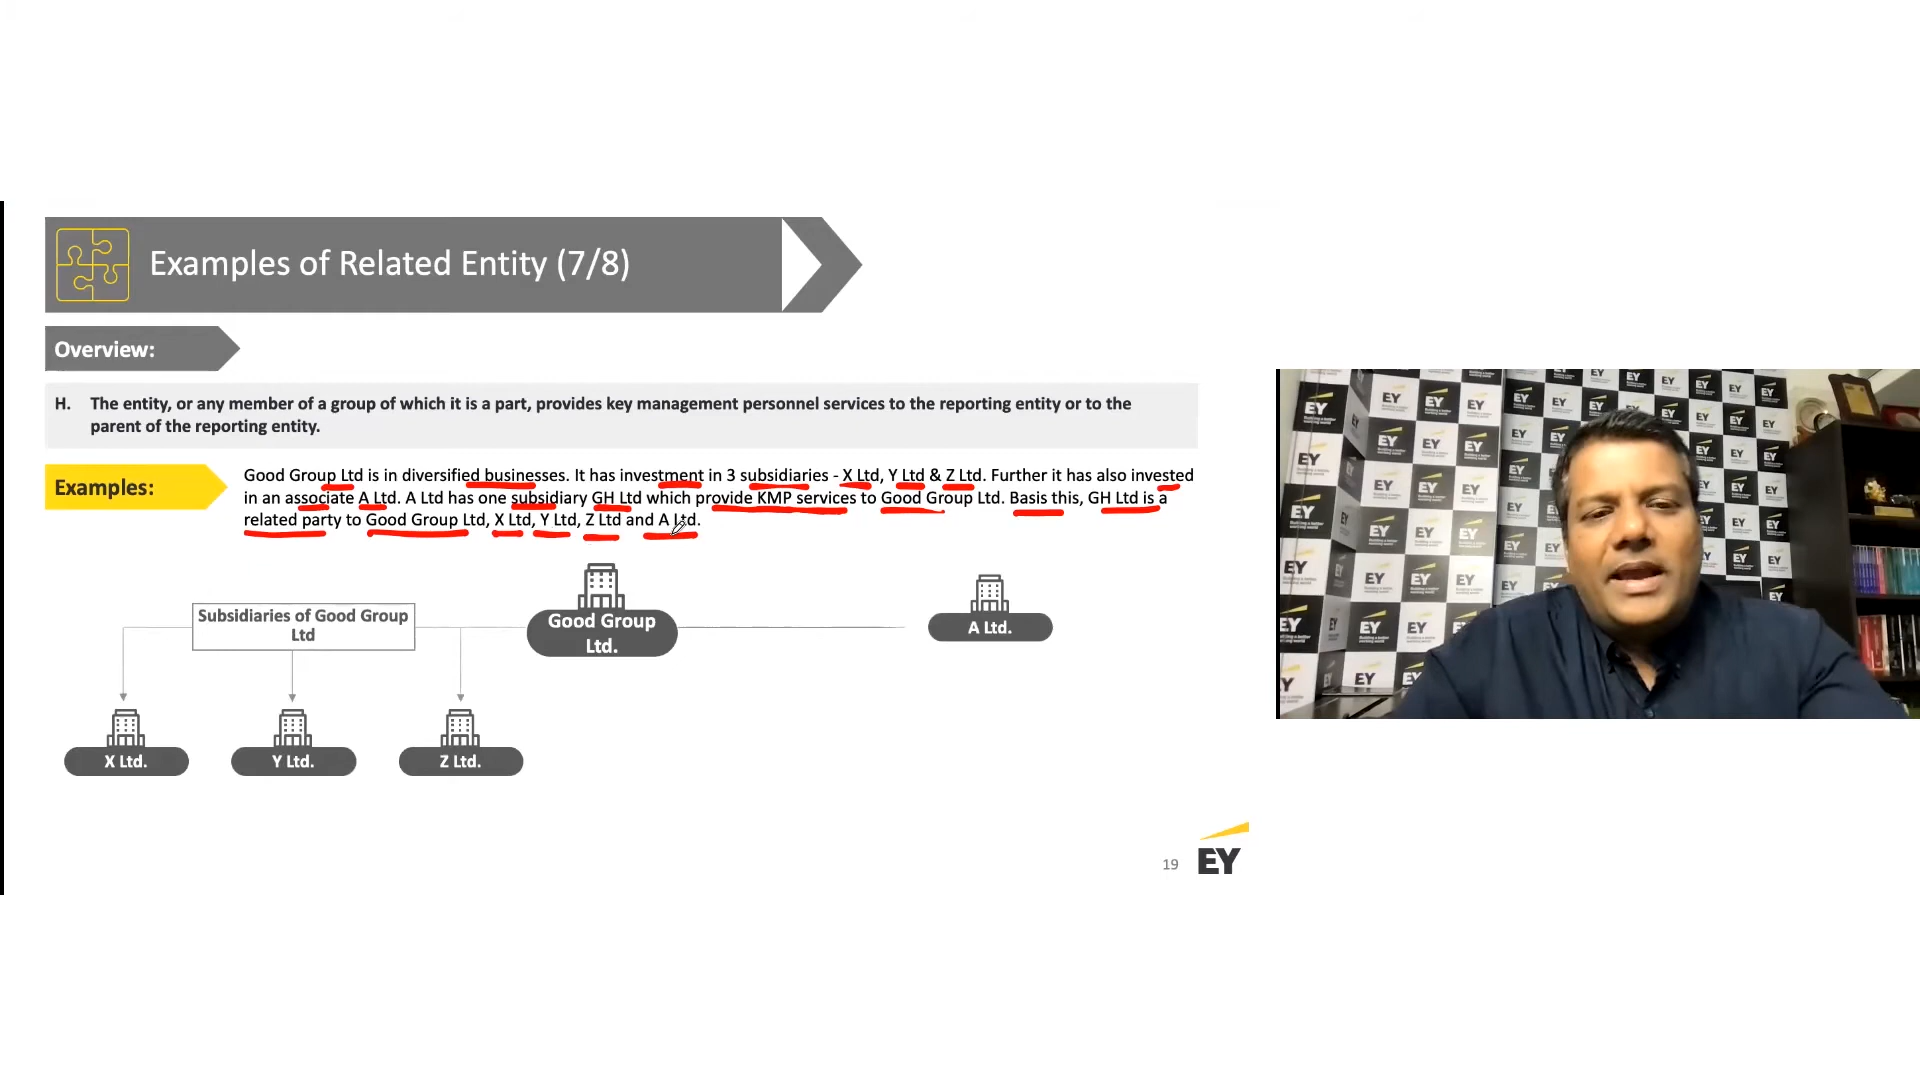 Examples of Related Entity (7/8)
Overview:
H. The entity, or any member of a group of which it is a part, provides key management personnel services to the reporting entity or to the
parent of the reporting entity.
Examples:
Good Group Ltd is in diversified businesses. It has investment in 3 subsidiaries - X Ltd, Y Ltd & Z Ltd. Further it has also invested
in an associate A Ltd. A Ltd has one subsidiary GH Ltd which provide KMP services to Good Group Ltd. Basis this, GH Ltd is a
related party to Good Group Ltd, X Ltd, Y Ltd, Z Ltd and A Ltd.
Subsidiaries of Good Group
Ltd
Good Group
Ltd.
A Ltd.
X Ltd.
Y Ltd.
Z Ltd.
19
EY